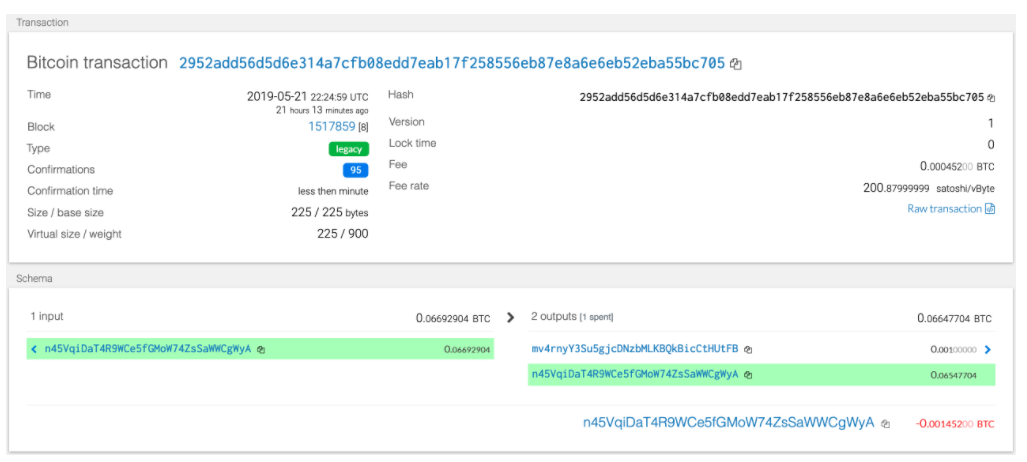 Transaction
Bitcoin transaction 2952add56d5d6e314a7cfb08edd7eab17f258556eb87e8a6e6eb52eba55bc705
Time 2019-05-21 22:24:59 UTC
21 hours 13 minutes ago
Block 1517859 [8]
Type legacy
Confirmations 95
Confirmation time less then minute
Size / base size 225 / 225 bytes
Virtual size / weight 225 / 900
Hash 2952add56d5d6e314a7cfb08edd7eab17f258556eb87e8a6e6eb52eba55bc705
Version 1
Lock time 0
Fee 0.00045200 BTC
Fee rate 200.87999999 satoshi/vByte
Raw transaction
Schema
1 input 0.06692904 BTC
n45VqiDaT4R9WCe5fGMoW74ZsSaWWCgWyA 0.06692904
2 outputs [1 spent] 0.06647704 BTC
mv4rnyY3Su5gjcDNzbMLKBQkBicCtHUtFB 0.00100000
n45VqiDaT4R9WCe5fGMoW74ZsSaWWCgWyA 0.06547704
n45VqiDaT4R9WCe5fGMoW74ZsSaWWCgWyA -0.00145200 BTC